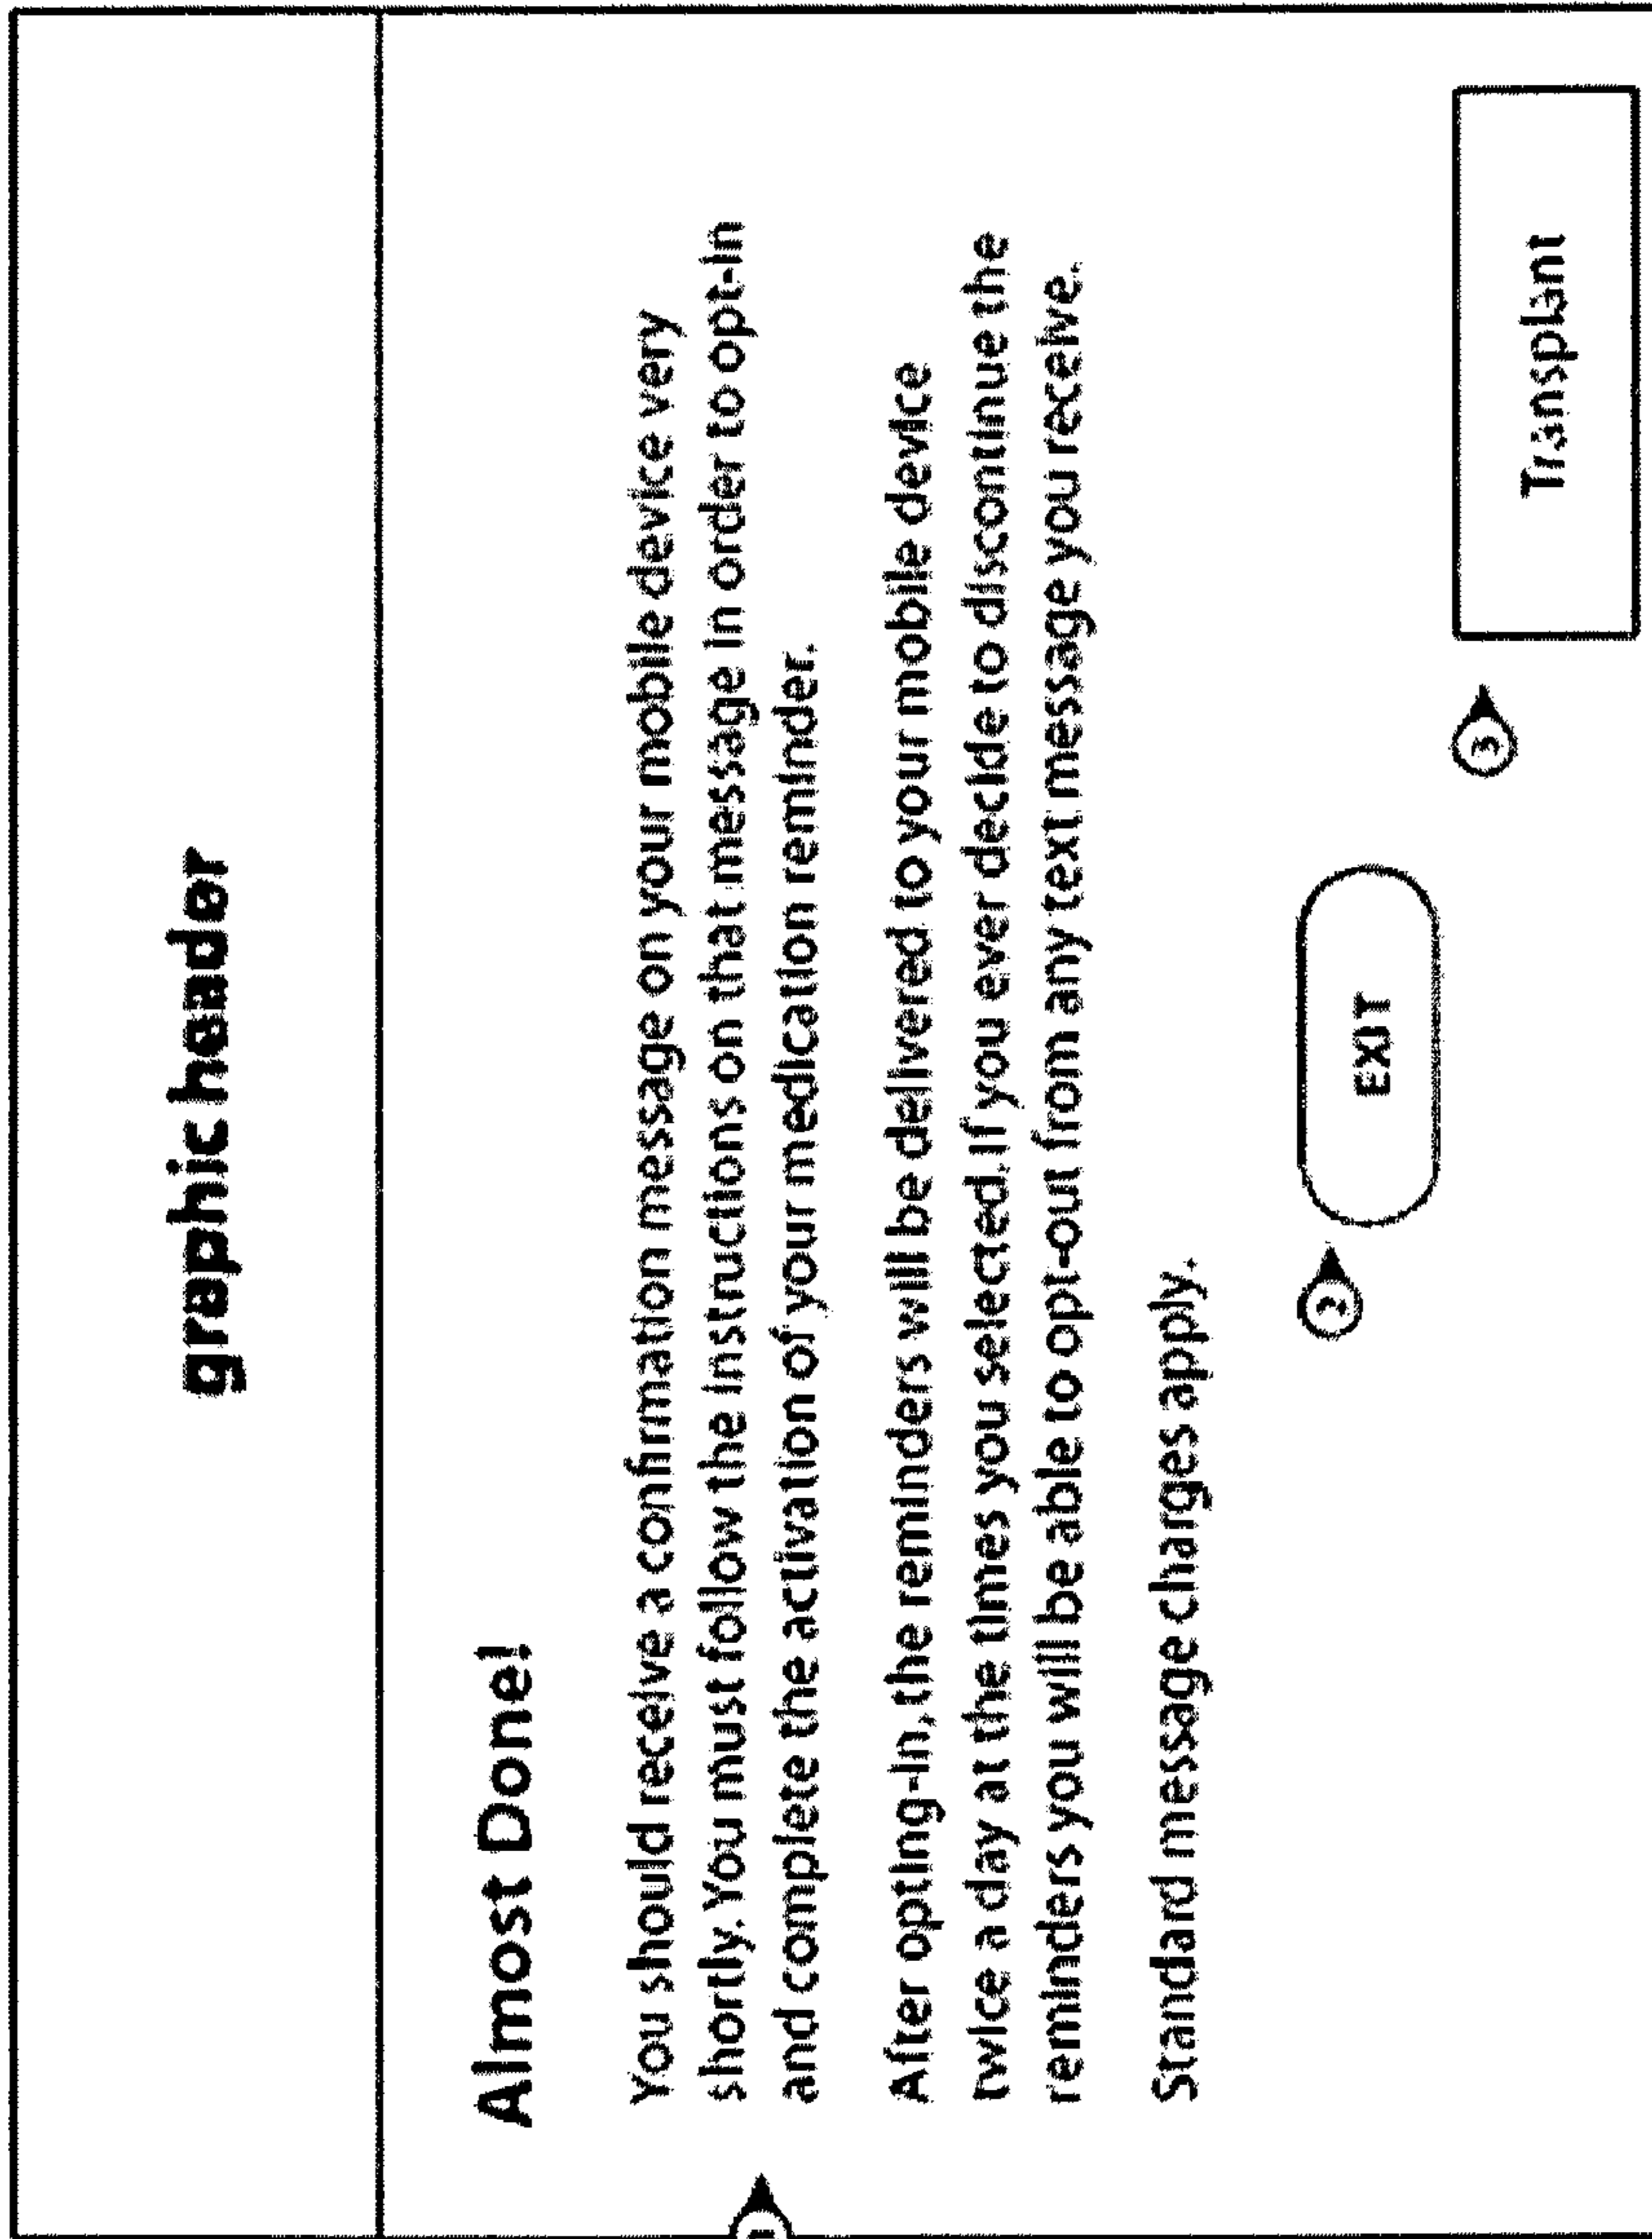 graphic header
Almost Done!
You should receive a confirmation message on your mobile device very
shortly. You must follow the instructions on that message in order to opt-in
and complete the activation of your medication reminder.
After opting-in, the reminders will be delivered to your mobile device
twice a day at the times you selected. If you ever decide to discontinue the
reminders you will be able to opt-out from any text message you receive.
Standard message charges apply.
2
EXIT
3
Transplant